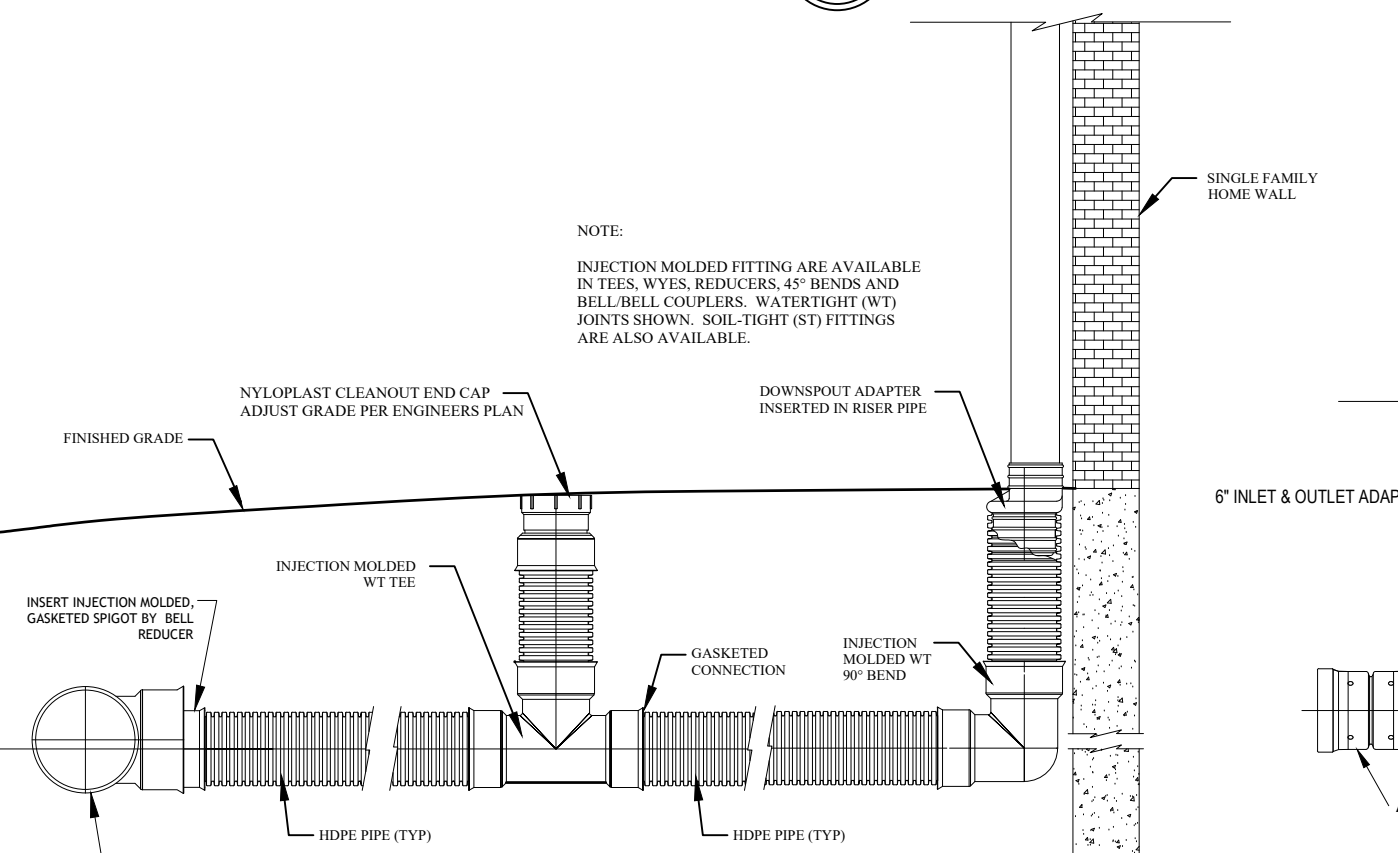 SINGLE FAMILY
HOME WALL
NOTE:
INJECTION MOLDED FITTING ARE AVAILABLE
IN TEES, WYES, REDUCERS, 45° BENDS AND
BELL/BELL COUPLERS. WATERTIGHT (WT)
JOINTS SHOWN. SOIL-TIGHT (ST) FITTINGS
ARE ALSO AVAILABLE.
NYLOPLAST CLEANOUT END CAP
ADJUST GRADE PER ENGINEERS PLAN
DOWNSPOUT ADAPTER
INSERTED IN RISER PIPE
FINISHED GRADE
6" INLET & OUTLET ADAP
INJECTION MOLDED
WT TEE
INSERT INJECTION MOLDED,
GASKETED SPIGOT BY BELL
REDUCER
GASKETED
CONNECTION
INJECTION
MOLDED WT
90° BEND
HDPE PIPE (TYP)
HDPE PIPE (TYP)